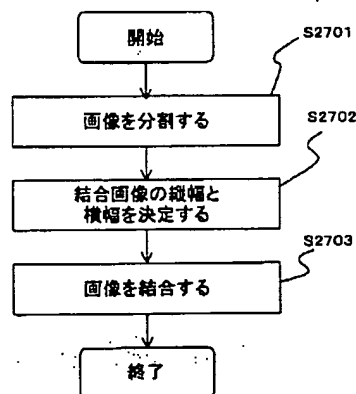 開始
S2701
画像を分割する
S2702
結合画像の縦幅と
横幅を決定する
S2703
画像を結合する
終了